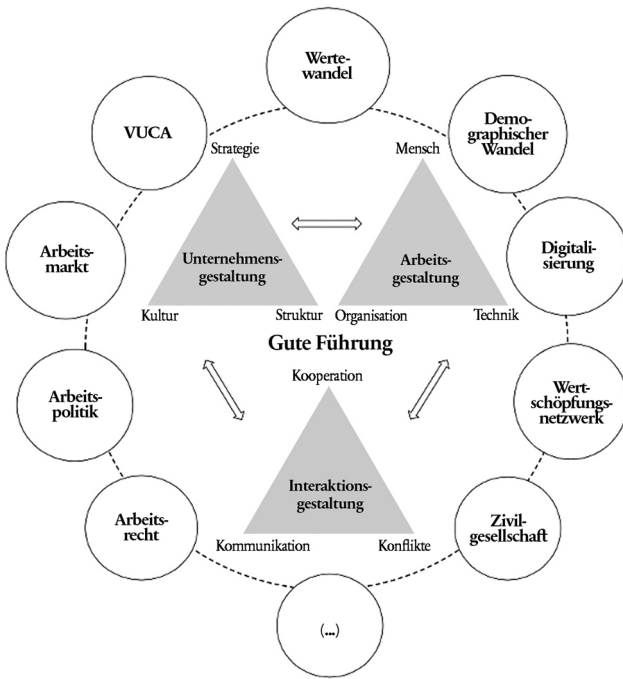 Werte-
wandel
VUCA
Demo-
graphischer
Wandel
Strategie
Mensch
Arbeits-
markt
Unternehmens-
gestaltung
Arbeits-
gestaltung
Digitali-
sierung
Kultur
Struktur
Organisation
Technik
Gute Führung
Kooperation
Arbeits-
politik
Wert-
schöpfungs-
netzwerk
Interaktions-
gestaltung
Arbeits-
recht
Zivil-
gesellschaft
Kommunikation
Konflikte
(...)